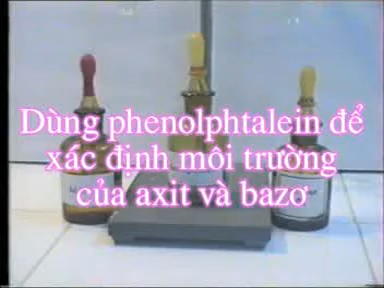 Dùng phenolphtalein để
xác định môi trường
của axit và bazơ